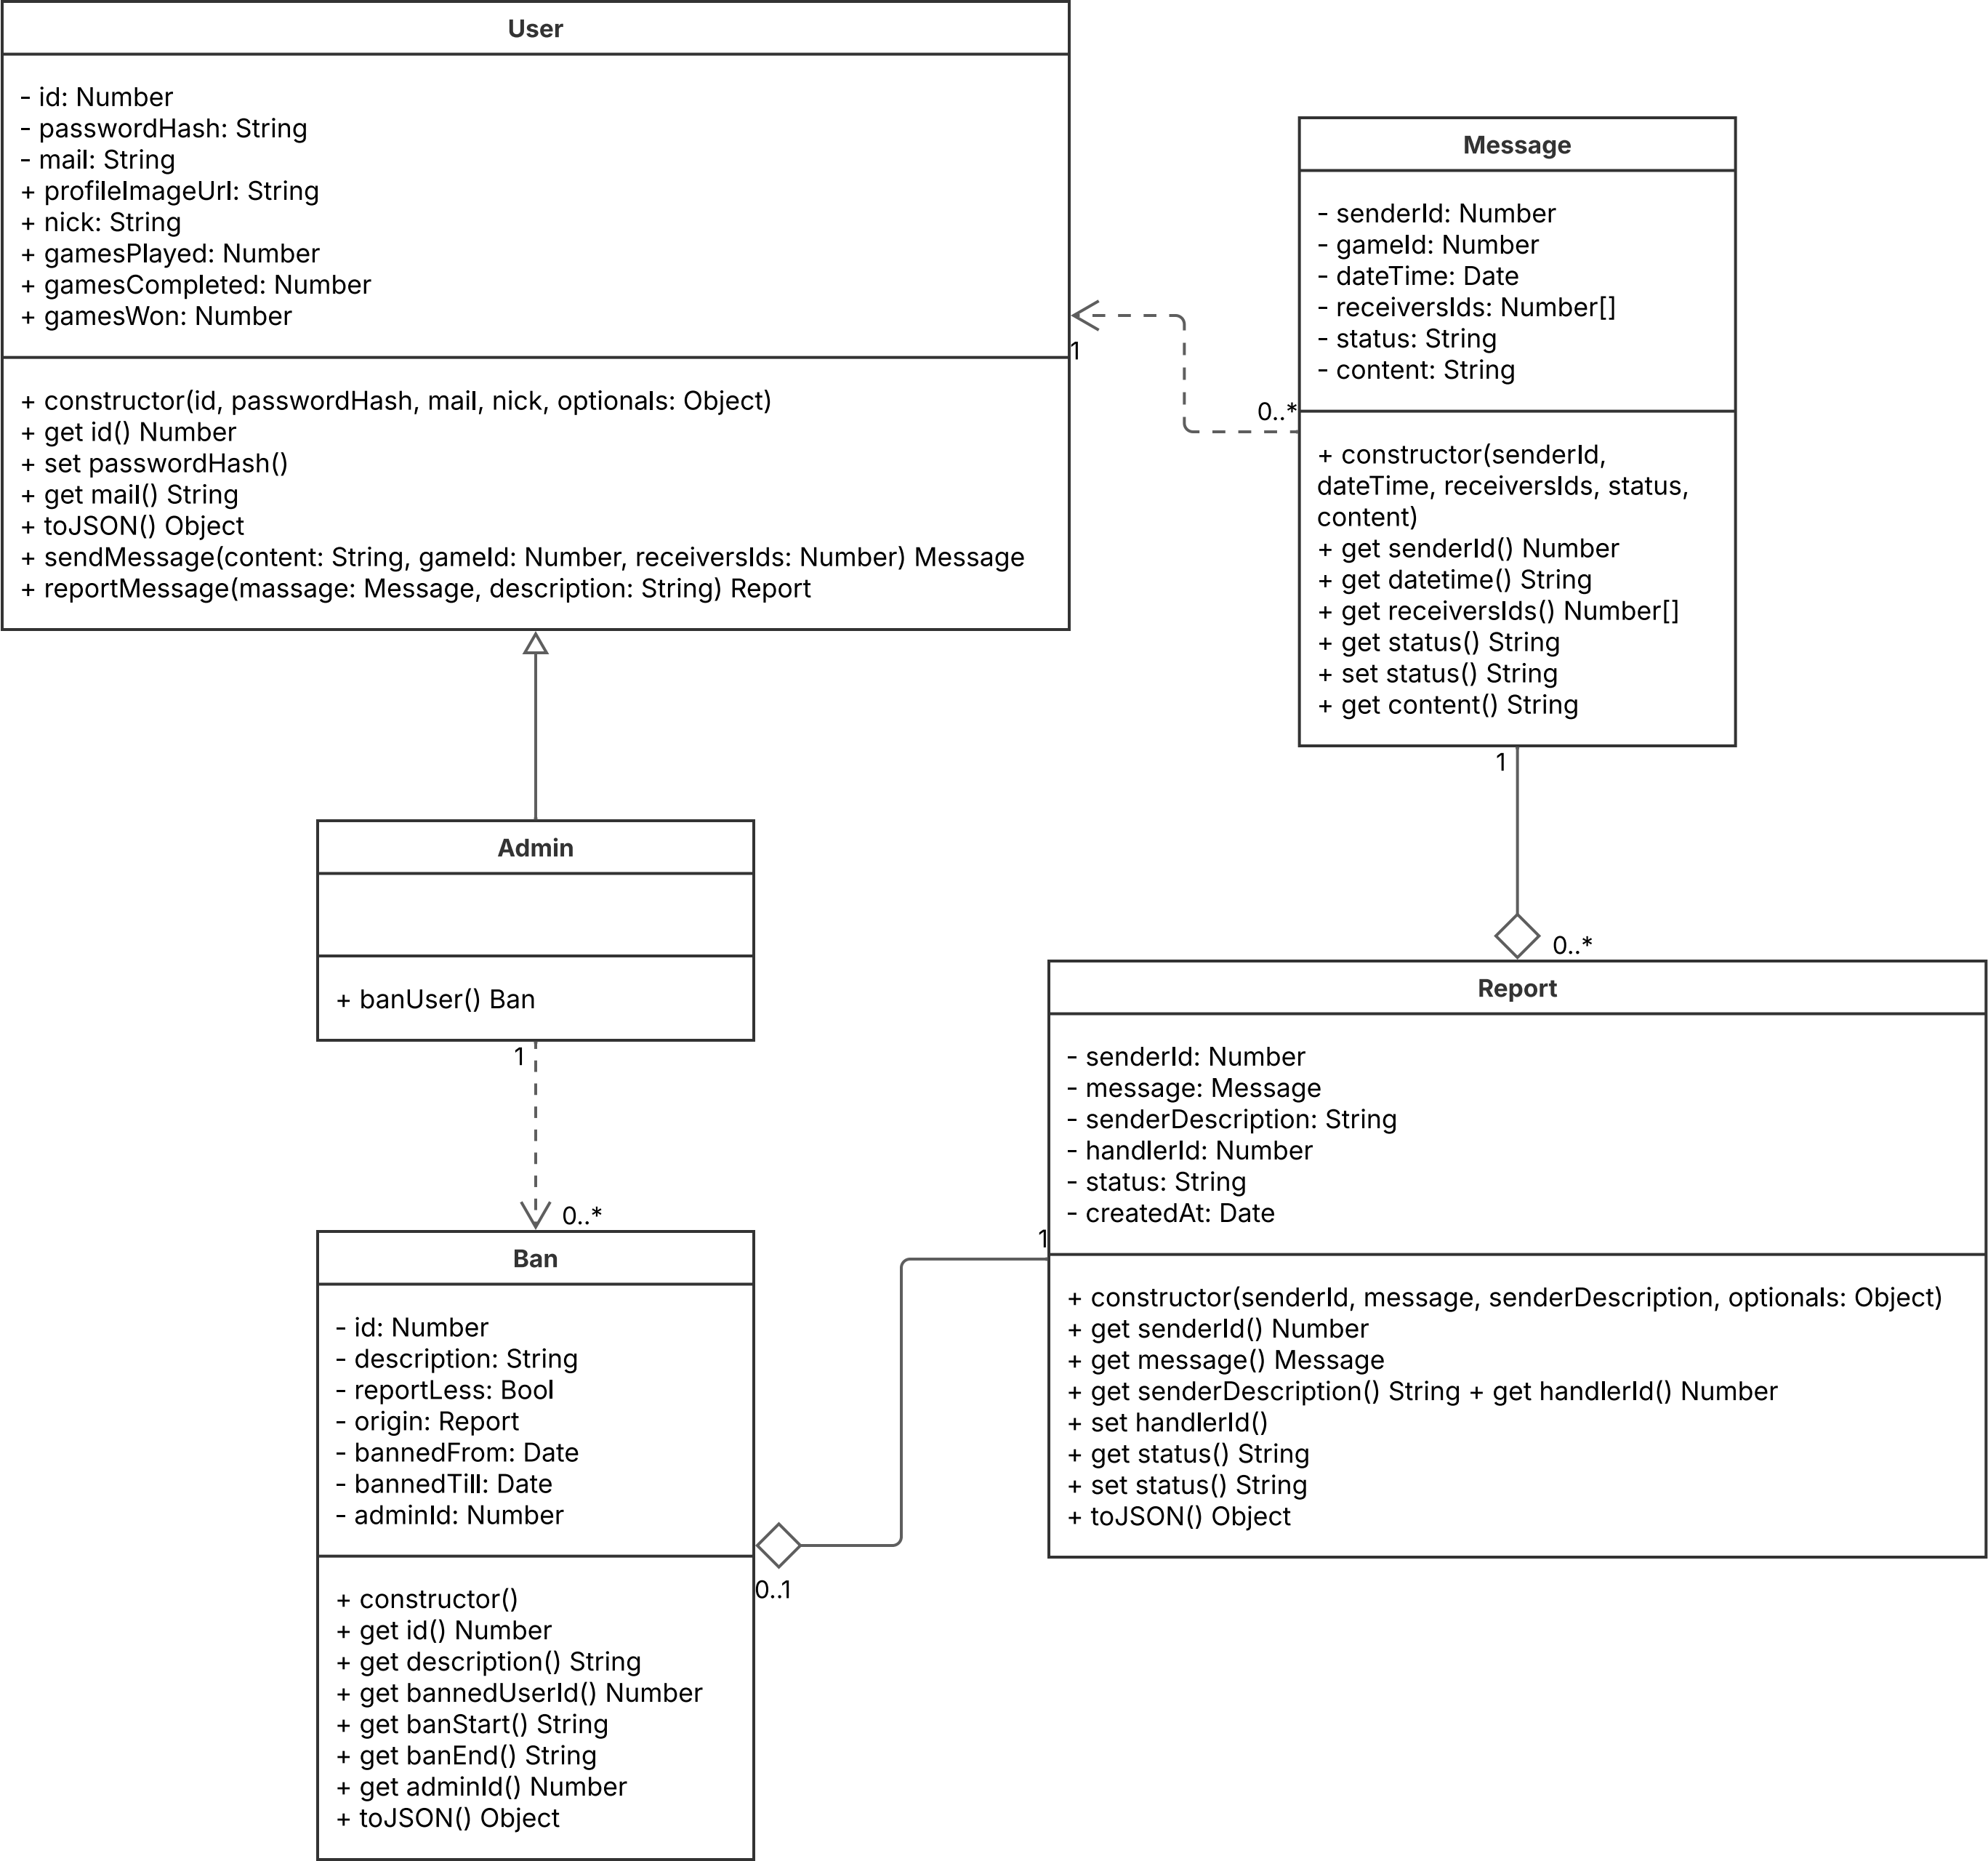 User
- id: Number
- passwordHash: String
- mail: String
+ profileImageUrl: String
+ nick: String
+ gamesPlayed: Number
+ gamesCompleted: Number
+ gamesWon: Number
+ constructor(id, passwordHash, mail, nick, optionals: Object)
+ get id() Number
+ set passwordHash()
+ get mail() String
+ toJSON() Object
+ sendMessage(content: String, gameId: Number, receiversIds: Number) Message
+ reportMessage(massage: Message, description: String) Report
1
0..*
Message
- senderId: Number
- gameId: Number
- dateTime: Date
- receiversIds: Number[]
- status: String
- content: String
+ constructor(senderId,
dateTime, receiversIds, status,
content)
+ get senderId() Number
+ get datetime() String
+ get receiversIds() Number[]
+ get status() String
+ set status() String
+ get content() String
1
0..*
Admin
+ banUser() Ban
1
0..*
Report
- senderId: Number
- message: Message
- senderDescription: String
- handlerId: Number
- status: String
- createdAt: Date
+ constructor(senderId, message, senderDescription, optionals: Object)
+ get senderId() Number
+ get message() Message
+ get senderDescription() String + get handlerId() Number
+ set handlerId()
+ get status() String
+ set status() String
+ toJSON() Object
1
0..1
Ban
- id: Number
- description: String
- reportLess: Bool
- origin: Report
- bannedFrom: Date
- bannedTill: Date
- adminId: Number
+ constructor()
+ get id() Number
+ get description() String
+ get bannedUserId() Number
+ get banStart() String
+ get banEnd() String
+ get adminId() Number
+ toJSON() Object